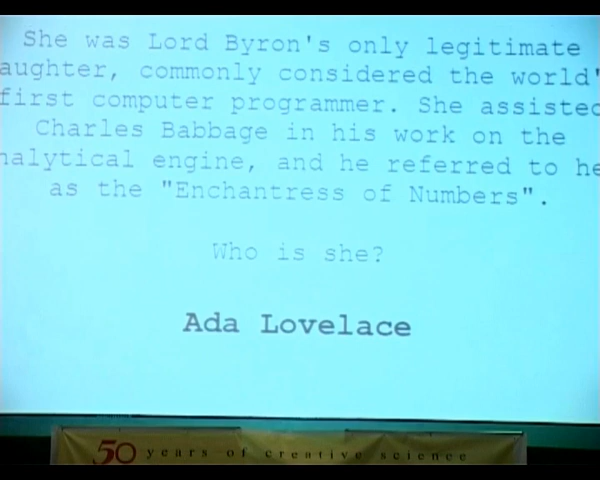 She was Lord Byron's only legitimate
aughter, commonly considered the world'
first computer programmer. She assisted
Charles Babbage in his work on the
nalytical engine, and he referred to he
as the "Enchantress of Numbers".
Who is she?
Ada Lovelace
50 years of creative science